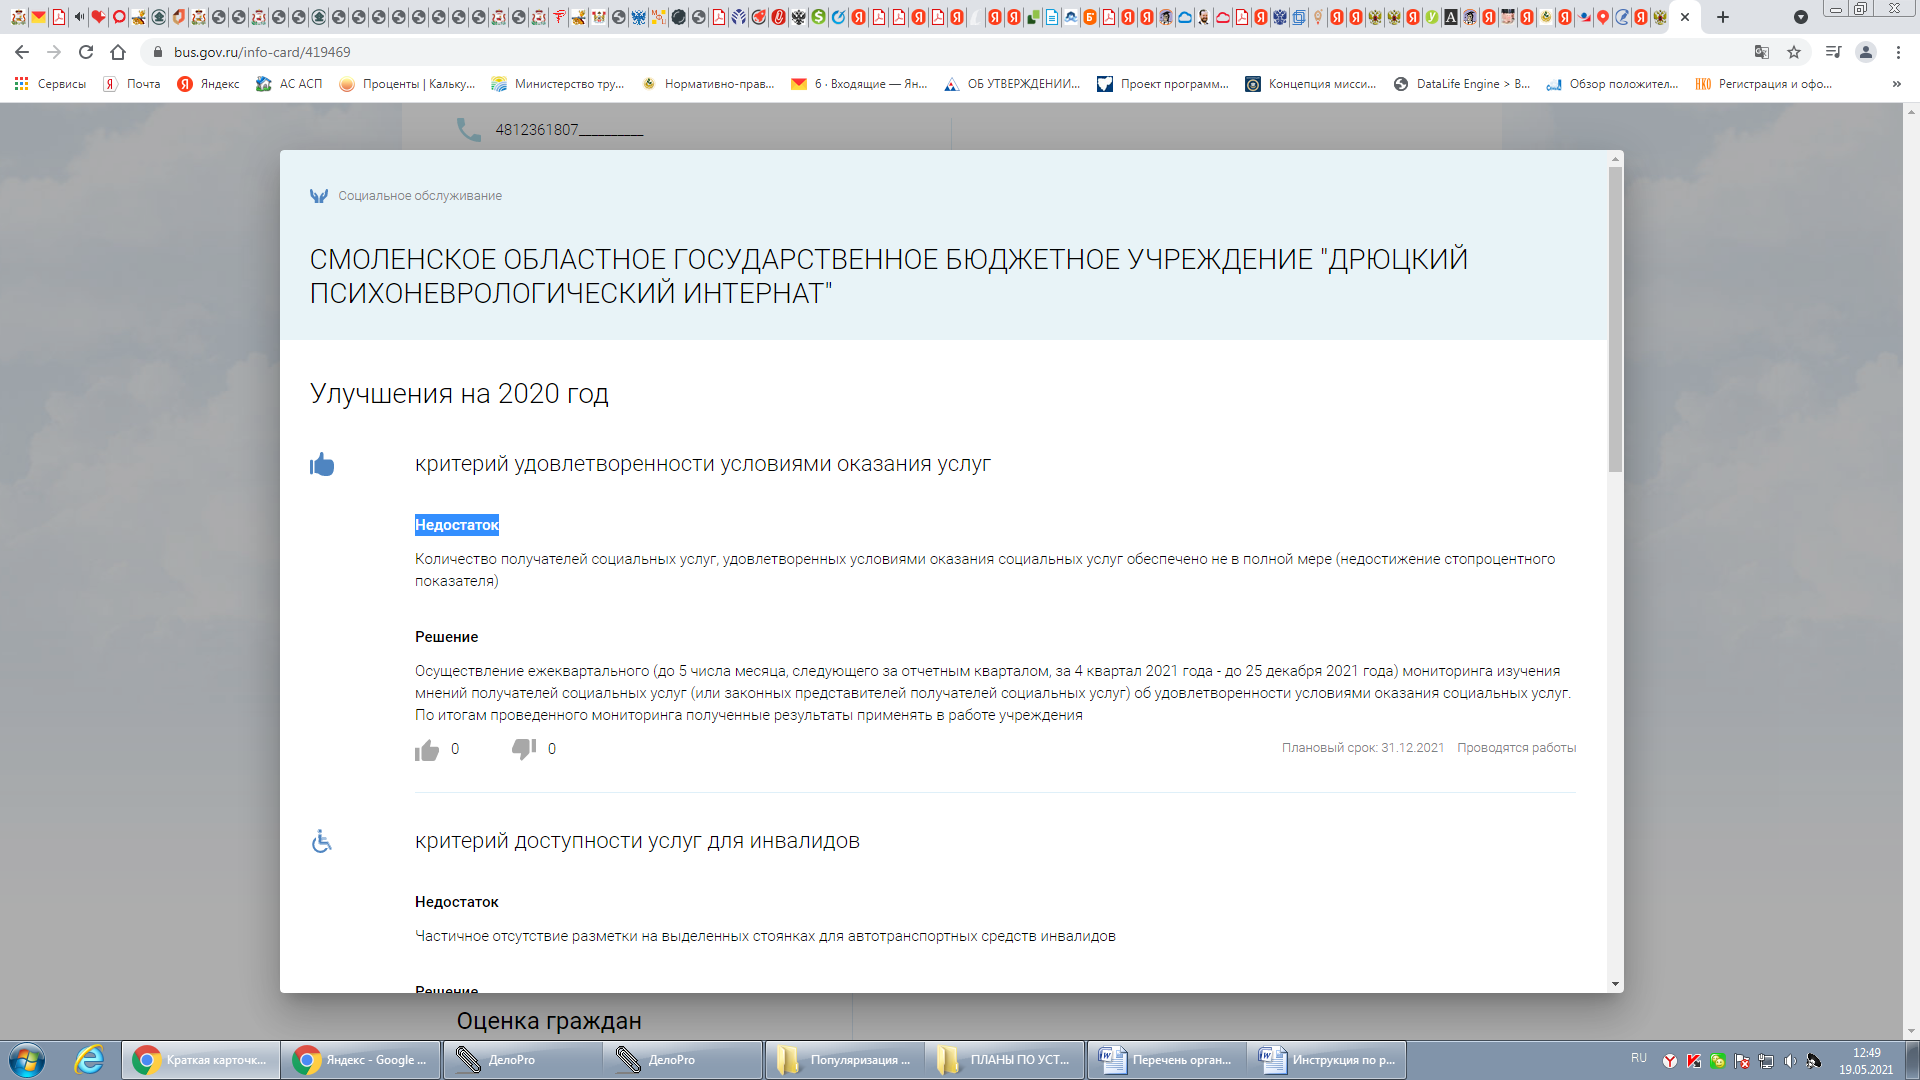 bus.gov.ru/info-card/419469
Сервисы
Почта
Яндекс
АС АСП
Проценты | Кальку...
Министерство тру...
Нормативно-прав...
6 · Входящие — Ян...
ОБ УТВЕРЖДЕНИИ...
Проект программ...
Концепция мисси...
DataLife Engine > В...
Обзор положител...
НКО
Регистрация и офо...
4812361807__________
Социальное обслуживание
СМОЛЕНСКОЕ ОБЛАСТНОЕ ГОСУДАРСТВЕННОЕ БЮДЖЕТНОЕ УЧРЕЖДЕНИЕ "ДРЮЦКИЙ
ПСИХОНЕВРОЛОГИЧЕСКИЙ ИНТЕРНАТ"
Улучшения на 2020 год
критерий удовлетворенности условиями оказания услуг
Недостаток
Количество получателей социальных услуг, удовлетворенных условиями оказания социальных услуг обеспечено не в полной мере (недостижение стопроцентного
показателя)
Решение
Осуществление ежеквартального (до 5 числа месяца, следующего за отчетным кварталом, за 4 квартал 2021 года - до 25 декабря 2021 года) мониторинга изучения
мнений получателей социальных услуг (или законных представителей получателей социальных услуг) об удовлетворенности условиями оказания социальных услуг.
По итогам проведенного мониторинга полученные результаты применять в работе учреждения
0 0 Плановый срок: 31.12.2021 Проводятся работы
критерий доступности услуг для инвалидов
Недостаток
Частичное отсутствие разметки на выделенных стоянках для автотранспортных средств инвалидов
Решение
Оценка граждан
Краткая карточк...
Яндекс - Google ...
ДелоPro
ДелоPro
Популяризация ...
ПЛАНЫ ПО УСТ...
Перечень орган...
Инструкция по р...
RU
12:49
19.05.2021